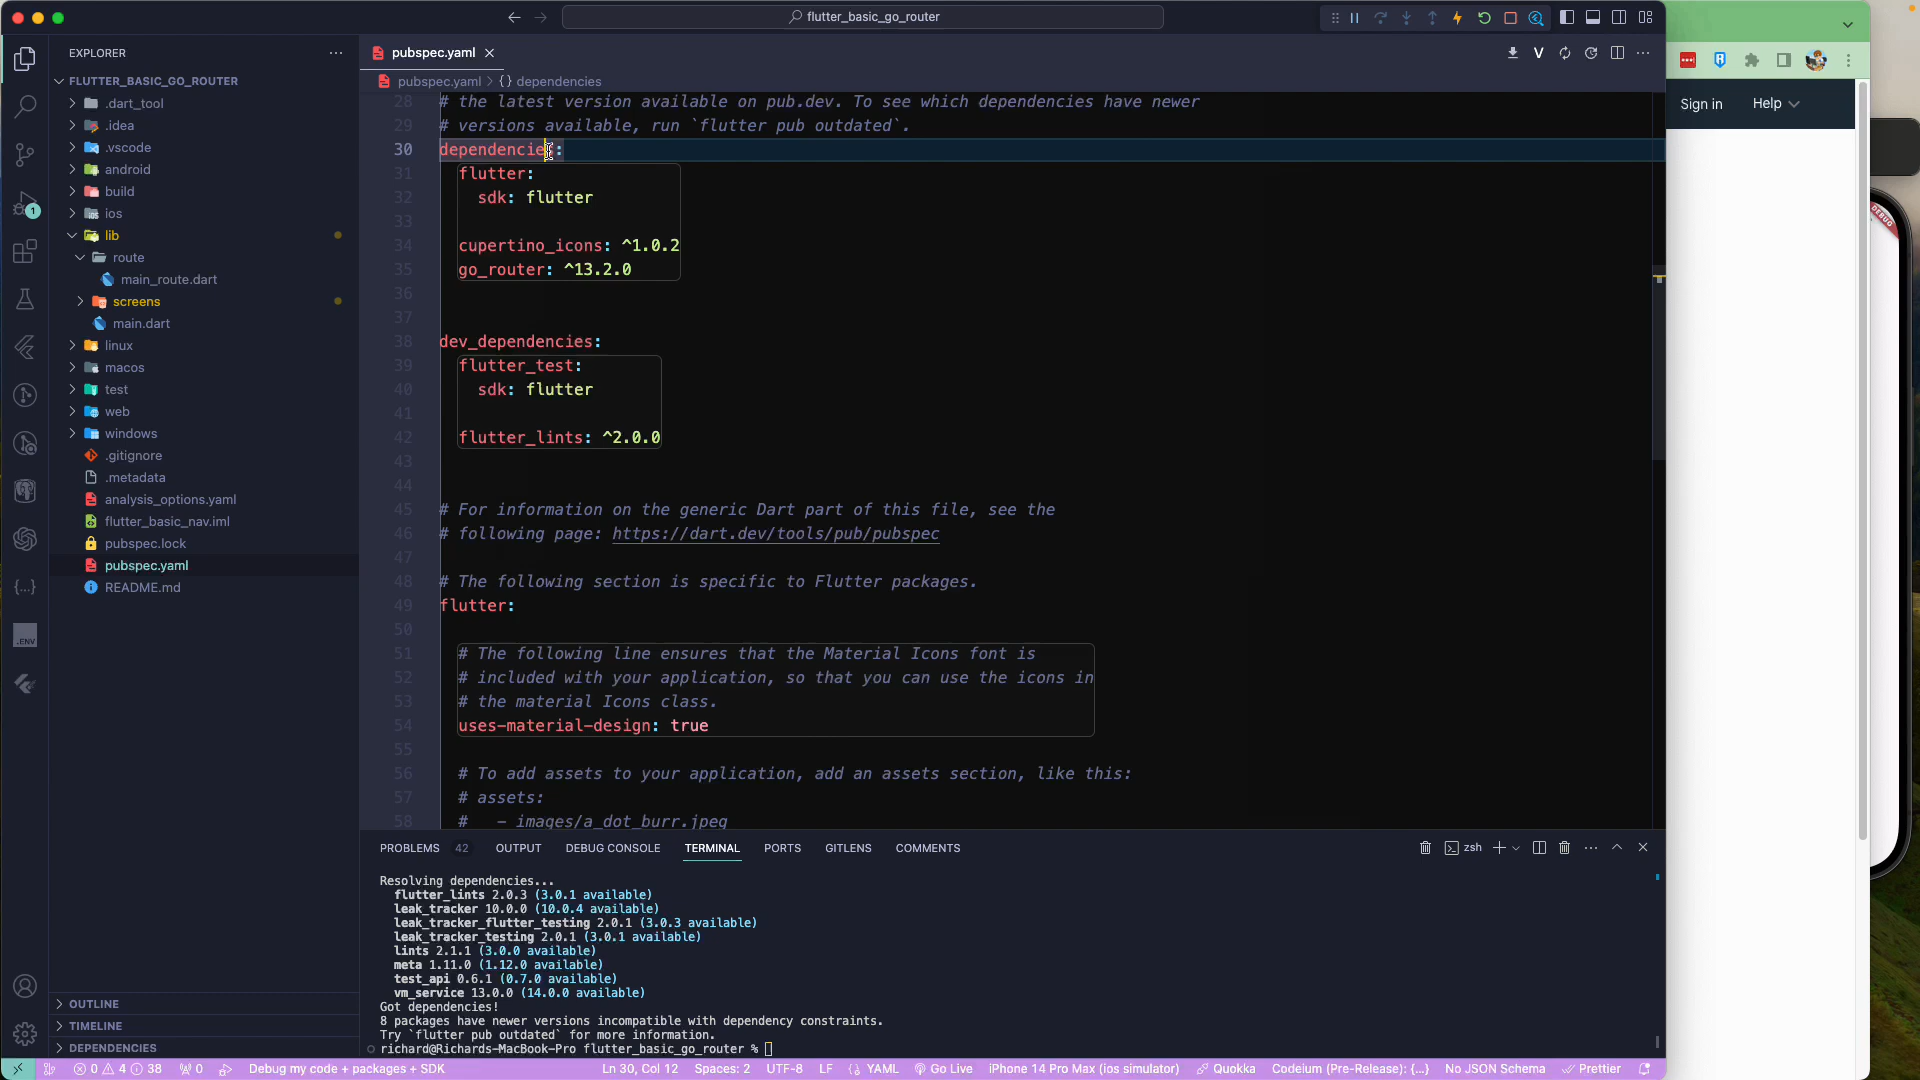 flutter_basic_go_router
EXPLORER
FLUTTER_BASIC_GO_ROUTER
.dart_tool
.idea
.vscode
android
build
ios
lib
route
main_route.dart
screens
main.dart
linux
macos
test
web
windows
.gitignore
.metadata
analysis_options.yaml
flutter_basic_nav.iml
pubspec.lock
pubspec.yaml
README.md
OUTLINE
TIMELINE
DEPENDENCIES
1
.ENV
pubspec.yaml
pubspec.yaml > {} dependencies
28 # the latest version available on pub.dev. To see which dependencies have newer
29 # versions available, run `flutter pub outdated`.
30 dependencies:
31 flutter:
32 sdk: flutter
33
34 cupertino_icons: ^1.0.2
35 go_router: ^13.2.0
36
37
38 dev_dependencies:
39 flutter_test:
40 sdk: flutter
41
42 flutter_lints: ^2.0.0
43
44
45 # For information on the generic Dart part of this file, see the
46 # following page: https://dart.dev/tools/pub/pubspec
47
48 # The following section is specific to Flutter packages.
49 flutter:
50
51 # The following line ensures that the Material Icons font is
52 # included with your application, so that you can use the icons in
53 # the material Icons class.
54 uses-material-design: true
55
56 # To add assets to your application, add an assets section, like this:
57 # assets:
58 # - images/a_dot_burr.jpeg
PROBLEMS 42 OUTPUT DEBUG CONSOLE TERMINAL PORTS GITLENS COMMENTS
zsh
Resolving dependencies...
flutter_lints 2.0.3 (3.0.1 available)
leak_tracker 10.0.0 (10.0.4 available)
leak_tracker_flutter_testing 2.0.1 (3.0.3 available)
leak_tracker_testing 2.0.1 (3.0.1 available)
lints 2.1.1 (3.0.0 available)
meta 1.11.0 (1.12.0 available)
test_api 0.6.1 (0.7.0 available)
vm_service 13.0.0 (14.0.0 available)
Got dependencies!
8 packages have newer versions incompatible with dependency constraints.
Try `flutter pub outdated` for more information.
richard@Richards-MacBook-Pro flutter_basic_go_router %
0 4 38 0 Debug my code + packages + SDK Ln 30, Col 12 Spaces: 2 UTF-8 LF YAML Go Live iPhone 14 Pro Max (ios simulator) Quokka Codeium (Pre-Release): {...} No JSON Schema Prettier
Sign in Help
DEBUG